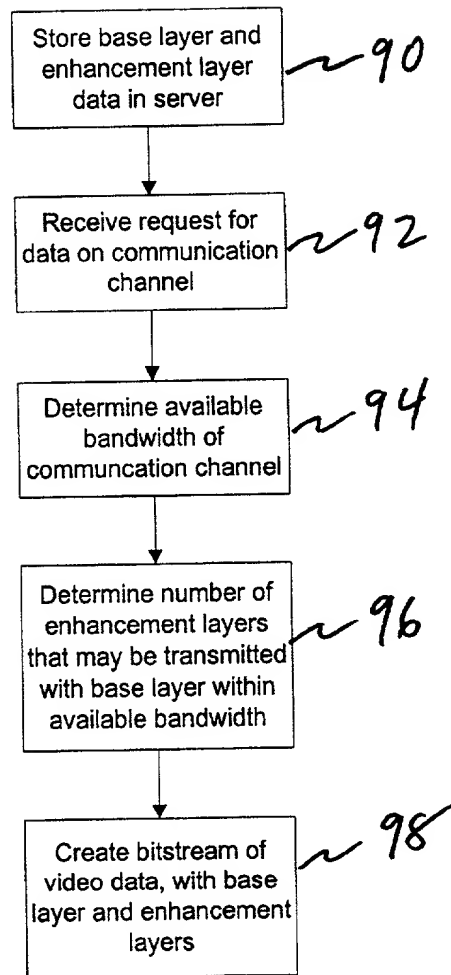 Store base layer and
enhancement layer
data in server
90
Receive request for
data on communication
channel
92
Determine available
bandwidth of
communcation channel
94
Determine number of
enhancement layers
that may be transmitted
with base layer within
available bandwidth
96
Create bitstream of
video data, with base
layer and enhancement
layers
98